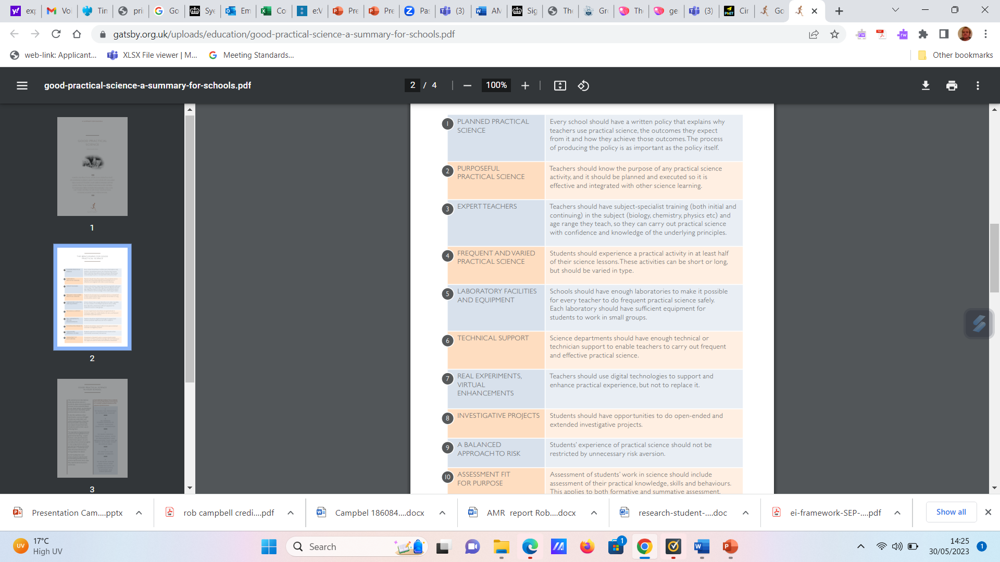 exp
Voi
Tin
pri
Go
Sye
Em
Co
e:V
Pre
Pre
Pas
(3)
AM
Sig
The
Gro
Th
ge
(3)
Cir
Go
gatsby.org.uk/uploads/education/good-practical-science-a-summary-for-schools.pdf
web-link: Applicant...
XLSX File viewer | M...
Meeting Standards...
Other bookmarks
good-practical-science-a-summary-for-schools.pdf
2 / 4
100%
1
2
3
1 PLANNED PRACTICAL
SCIENCE
Every school should have a written policy that explains why
teachers use practical science, the outcomes they expect
from it and how they achieve those outcomes. The process
of producing the policy is as important as the policy itself.
2 PURPOSEFUL
PRACTICAL SCIENCE
Teachers should know the purpose of any practical science
activity, and it should be planned and executed so it is
effective and integrated with other science learning.
3 EXPERT TEACHERS
Teachers should have subject-specialist training (both initial and
continuing) in the subject (biology, chemistry, physics etc) and
age range they teach, so they can carry out practical science
with confidence and knowledge of the underlying principles.
4 FREQUENT AND VARIED
PRACTICAL SCIENCE
Students should experience a practical activity in at least half
of their science lessons. These activities can be short or long,
but should be varied in type.
5 LABORATORY FACILITIES
AND EQUIPMENT
Schools should have enough laboratories to make it possible
for every teacher to do frequent practical science safely.
Each laboratory should have sufficient equipment for
students to work in small groups.
6 TECHNICAL SUPPORT
Science departments should have enough technical or
technician support to enable teachers to carry out frequent
and effective practical science.
7 REAL EXPERIMENTS,
VIRTUAL
ENHANCEMENTS
Teachers should use digital technologies to support and
enhance practical experience, but not to replace it.
8 INVESTIGATIVE PROJECTS
Students should have opportunities to do open-ended and
extended investigative projects.
9 A BALANCED
APPROACH TO RISK
Students' experience of practical science should not be
restricted by unnecessary risk aversion.
10 ASSESSMENT FIT
FOR PURPOSE
Assessment of students' work in science should include
assessment of their practical knowledge, skills and behaviours.
This applies to both formative and summative assessment.
Presentation Cam....pptx
rob campbell credi....pdf
Campbel 186084....docx
AMR report Rob....docx
research-student-....doc
ei-framework-SEP-....pdf
Show all
UV
17°C
High UV
Search
1
14:25
30/05/2023
1